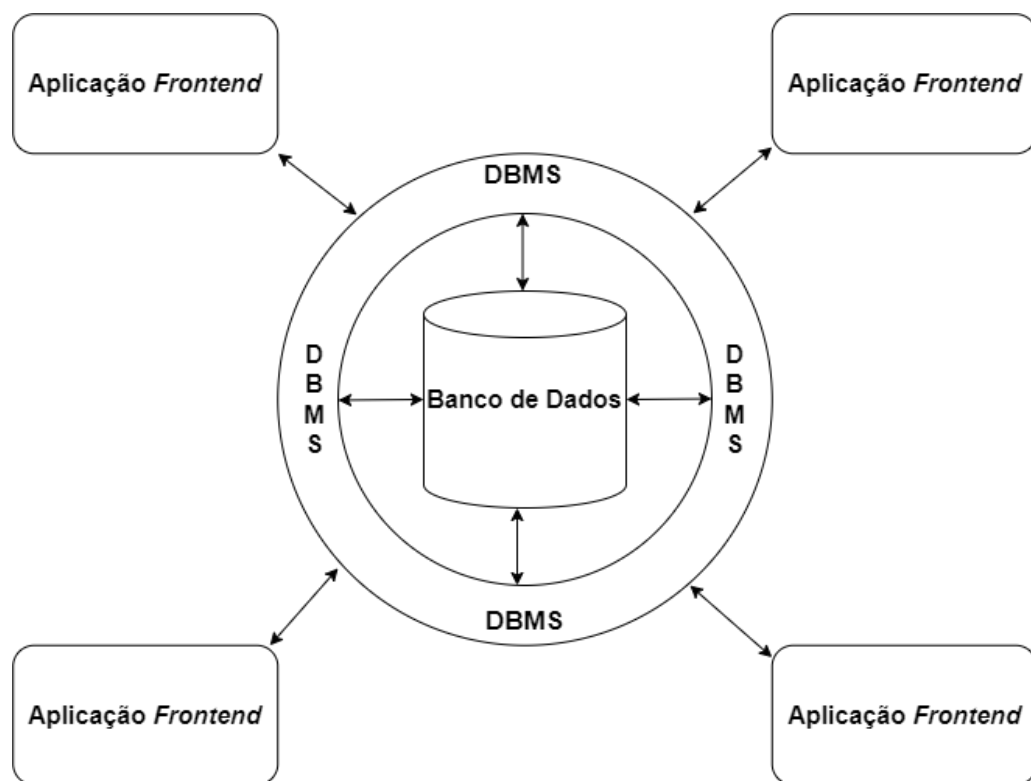 Aplicação Frontend
Aplicação Frontend
DBMS
D
B
M
S
Banco de Dados
D
B
M
S
DBMS
Aplicação Frontend
Aplicação Frontend